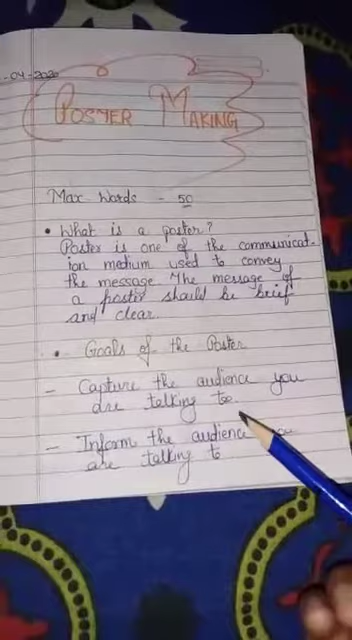 -04-2020
POSTER MAKING
Max Words - 50
• What is a poster?
Poster is one of the communicat-
ion medium used to convey
the message. The message of
a poster should be brief
and clear.
• Goals of the Poster
- Capture the audience you
are talking to
- Inform the audience
are talking to